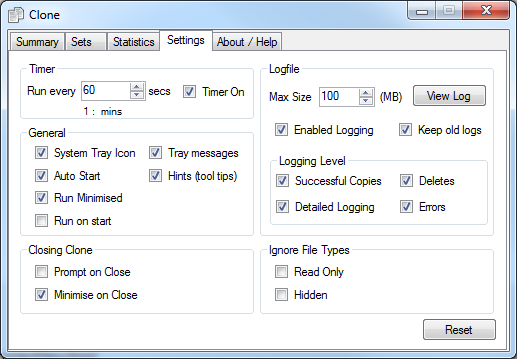 Clone
Summary Sets Statistics Settings About / Help
Timer
Run every 60 secs Timer On
1 : mins
General
System Tray Icon Tray messages
Auto Start Hints (tool tips)
Run Minimised
Run on start
Closing Clone
Prompt on Close
Minimise on Close
Logfile
Max Size 100 (MB) View Log
Enabled Logging Keep old logs
Logging Level
Successful Copies Deletes
Detailed Logging Errors
Ignore File Types
Read Only
Hidden
Reset